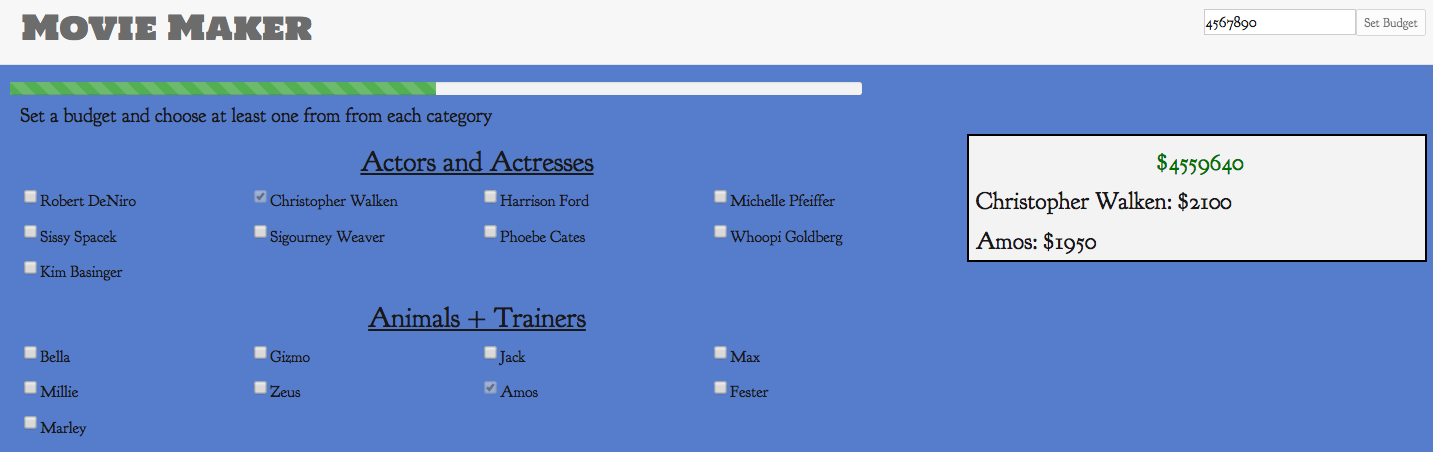 Movie Maker
4567890 Set Budget
Set a budget and choose at least one from from each category
Actors and Actresses
Robert DeNiro Christopher Walken Harrison Ford Michelle Pfeiffer
Sissy Spacek Sigourney Weaver Phoebe Cates Whoopi Goldberg
Kim Basinger
Animals + Trainers
Bella Gizmo Jack Max
Millie Zeus Amos Fester
Marley
$4559640
Christopher Walken: $2100
Amos: $1950